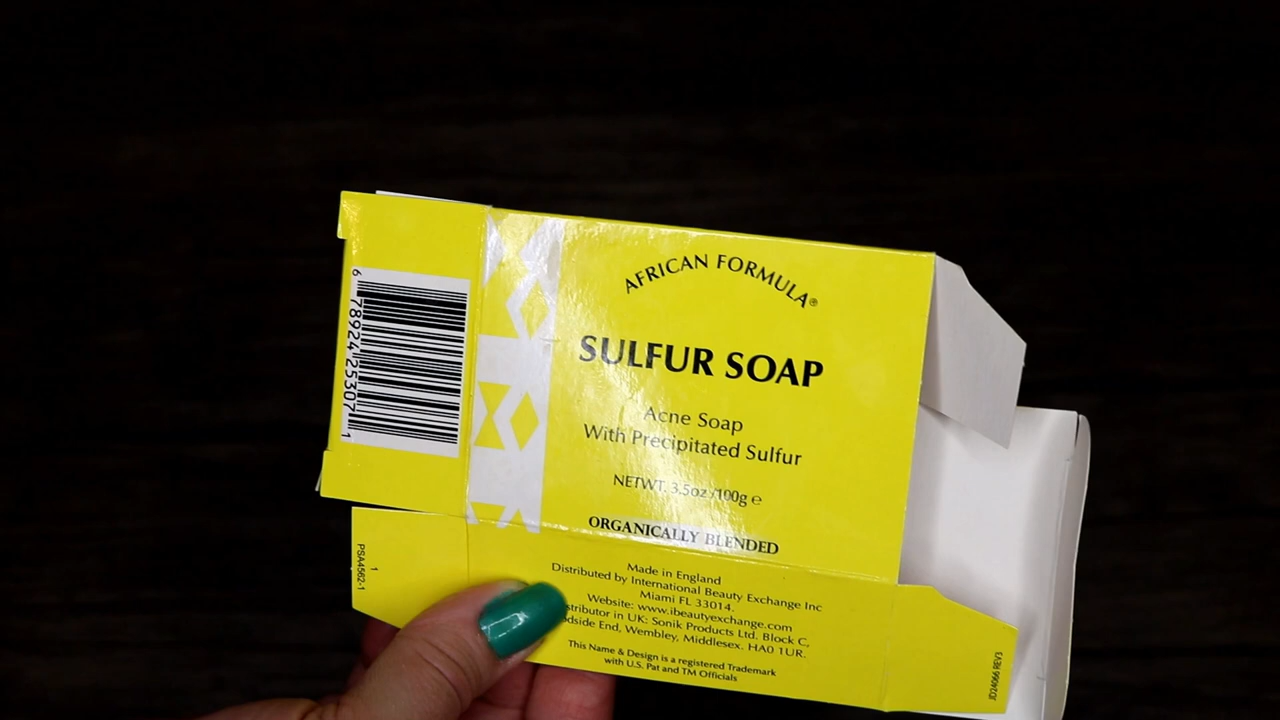 6 78924 25307 1
AFRICAN FORMULA®
SULFUR SOAP
Acne Soap
With Precipitated Sulfur
NETWT. 3.5oz /100g ℮
ORGANICALLY BLENDED
Made in England
Distributed by International Beauty Exchange Inc
Miami FL 33014.
Website: www.ibeautyexchange.com
in UK: Sonik Products Ltd. Block C,
End, Wembley, Middlesex. HA0 1UR.
This Name & Design is a registered Trademark
with U.S. Pat and TM Officials
1
PSA4562-1
JD24066 REV3